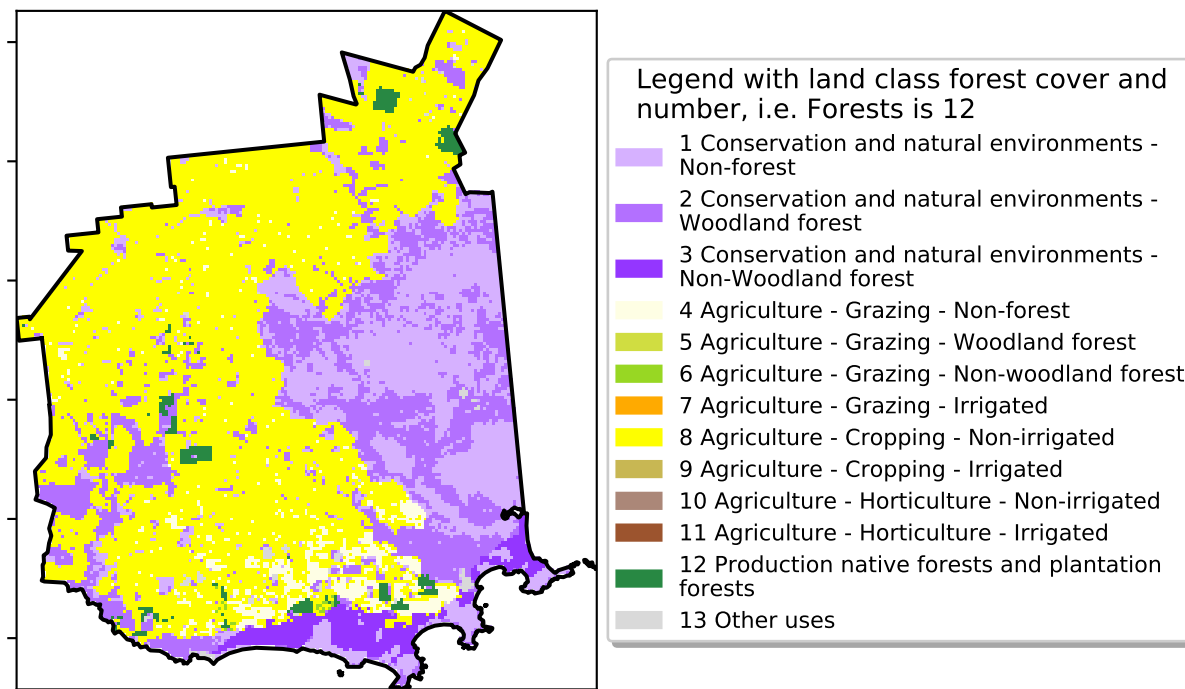 Legend with land class forest cover and
number, i.e. Forests is 12
1 Conservation and natural environments -
Non-forest
2 Conservation and natural environments -
Woodland forest
3 Conservation and natural environments -
Non-Woodland forest
4 Agriculture - Grazing - Non-forest
5 Agriculture - Grazing - Woodland forest
6 Agriculture - Grazing - Non-woodland forest
7 Agriculture - Grazing - Irrigated
8 Agriculture - Cropping - Non-irrigated
9 Agriculture - Cropping - Irrigated
10 Agriculture - Horticulture - Non-irrigated
11 Agriculture - Horticulture - Irrigated
12 Production native forests and plantation
forests
13 Other uses